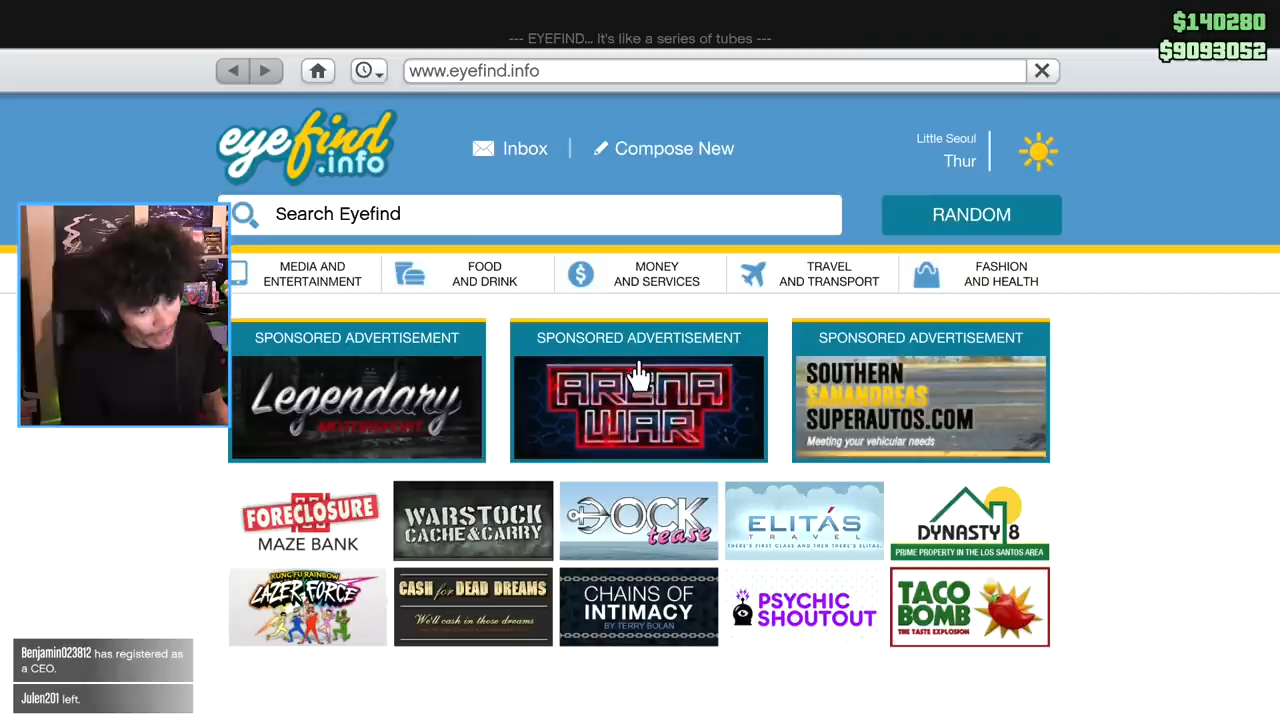 $140280
--- EYEFIND... It's like a series of tubes ---
$9093052
www.eyefind.info
eyefind
.info
Inbox
Compose New
Little Seoul
Thur
Search Eyefind
RANDOM
MEDIA AND
ENTERTAINMENT
FOOD
AND DRINK
MONEY
AND SERVICES
TRAVEL
AND TRANSPORT
FASHION
AND HEALTH
SPONSORED ADVERTISEMENT
Legendary
MOTORSPORT
SPONSORED ADVERTISEMENT
ARENA
WAR
SPONSORED ADVERTISEMENT
SOUTHERN
SANANDREAS
SUPERAUTOS.COM
Meeting your vehicular needs
FORECLOSURE
MAZE BANK
WARSTOCK
CACHE & CARRY
DOCK
tease
ELITÁS
TRAVEL
THERE'S FIRST CLASS AND THEN THERE'S ELITAS.
DYNASTY 8
PRIME PROPERTY IN THE LOS SANTOS AREA
KUNG FU RAINBOW
LAZER FORCE
CASH for DEAD DREAMS
We'll cash in those dreams
CHAINS OF
INTIMACY
BY TERRY BOLAN
PSYCHIC
SHOUTOUT
TACO
BOMB
THE TASTE EXPLOSION
Benjamin023812 has registered as
a CEO.
Julen201 left.